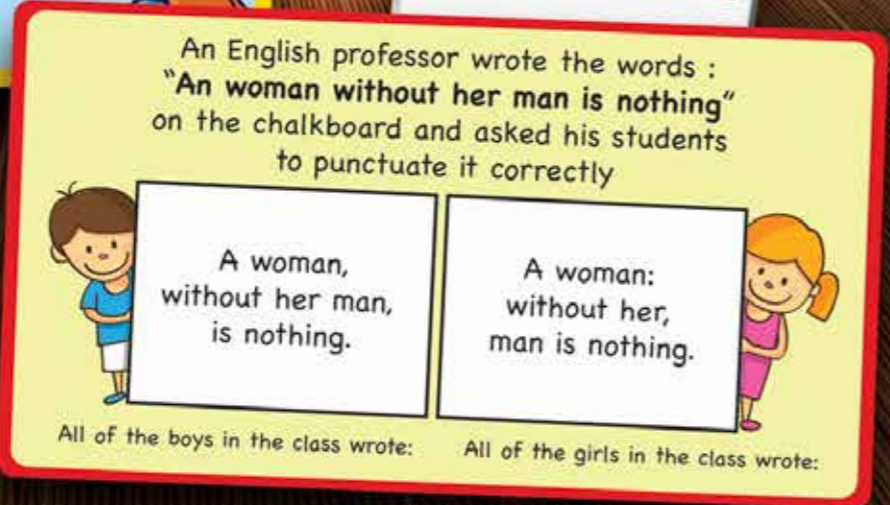 An English professor wrote the words :
"An woman without her man is nothing"
on the chalkboard and asked his students
to punctuate it correctly
A woman,
without her man,
is nothing.
A woman:
without her,
man is nothing.
All of the boys in the class wrote:
All of the girls in the class wrote: